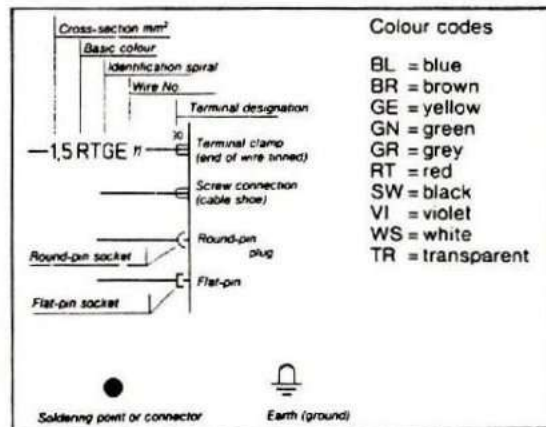 Cross-section mm²
Basic colour
Identification spiral
Wire No.
Terminal designation
30
1,5 RTGE 11
Terminal clamp
(end of wire tinned)
Screw connection
(cable shoe)
Round-pin socket
Round-pin
plug
Flat-pin
Flat-pin socket
Soldering point or connector
Earth (ground)
Colour codes
BL = blue
BR = brown
GE = yellow
GN = green
GR = grey
RT = red
SW = black
VI = violet
WS = white
TR = transparent